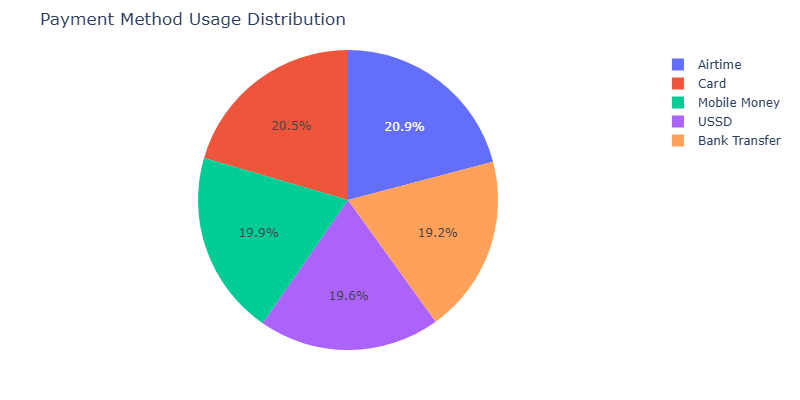 Payment Method Usage Distribution
Airtime
Card
Mobile Money
USSD
Bank Transfer
20.5%
20.9%
19.9%
19.2%
19.6%